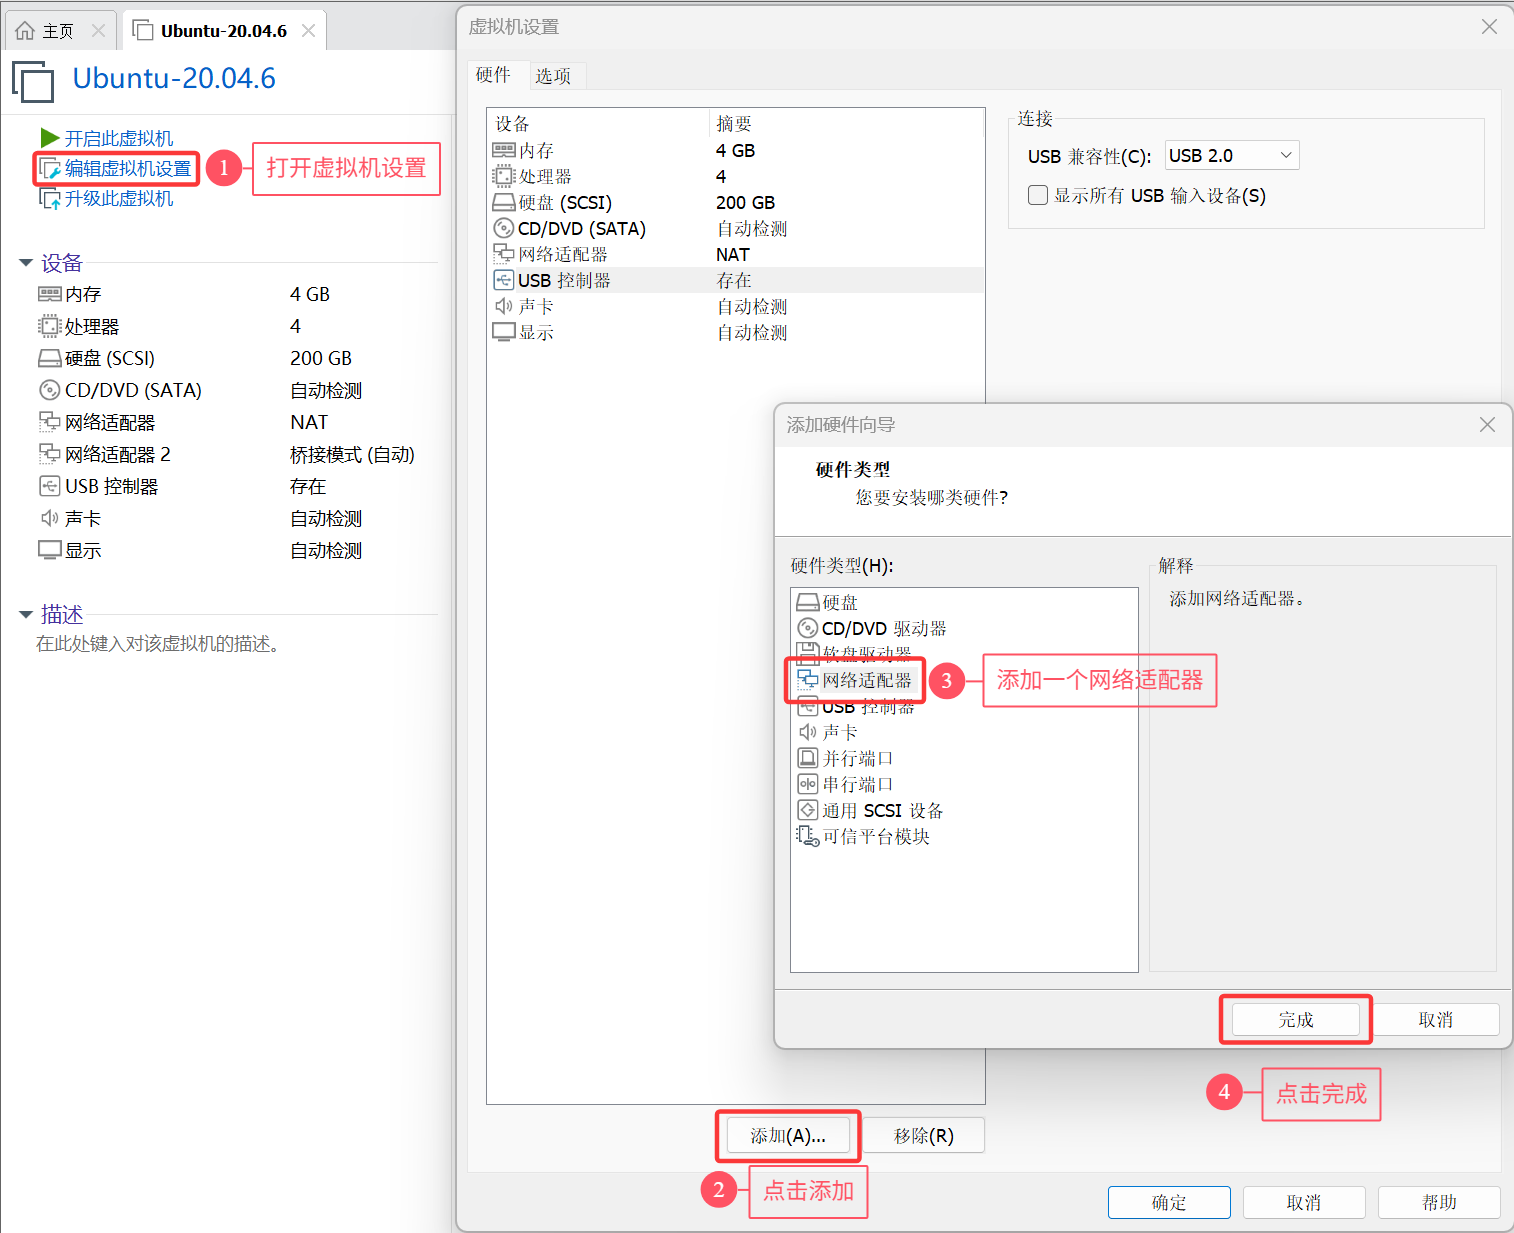 主页
Ubuntu-20.04.6
Ubuntu-20.04.6
开启此虚拟机
编辑虚拟机设置
1 打开虚拟机设置
升级此虚拟机
设备
内存 4 GB
处理器 4
硬盘 (SCSI) 200 GB
CD/DVD (SATA) 自动检测
网络适配器 NAT
网络适配器 2 桥接模式 (自动)
USB 控制器 存在
声卡 自动检测
显示 自动检测
描述
在此处键入对该虚拟机的描述。
虚拟机设置
硬件 选项
设备 摘要
内存 4 GB
处理器 4
硬盘 (SCSI) 200 GB
CD/DVD (SATA) 自动检测
网络适配器 NAT
USB 控制器 存在
声卡 自动检测
显示 自动检测
连接
USB 兼容性(C): USB 2.0
显示所有 USB 输入设备(S)
添加硬件向导
硬件类型
您要安装哪类硬件?
硬件类型(H):
硬盘
CD/DVD 驱动器
软盘驱动器
网络适配器
3 添加一个网络适配器
USB 控制器
声卡
并行端口
串行端口
通用 SCSI 设备
可信平台模块
解释
添加网络适配器。
完成 取消
4 点击完成
添加(A)... 移除(R)
2 点击添加
确定 取消 帮助